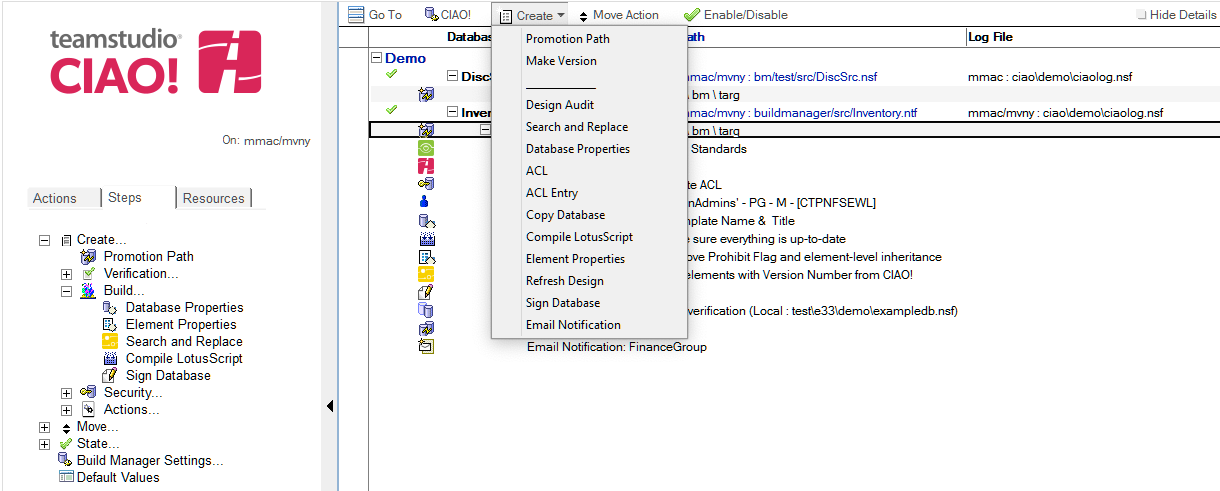 teamstudio®
CIAO!
On: mmac/mvny
Actions
Steps
Resources
Create...
Promotion Path
Verification...
Build...
Database Properties
Element Properties
Search and Replace
Compile LotusScript
Sign Database
Security...
Actions...
Move...
State...
Build Manager Settings...
Default Values
Go To CIAO! Create Move Action Enable/Disable Hide Details
Databas ath Log File
Demo
DiscS mmac/mvny : bm/test/src/DiscSrc.nsf mmac : ciao\demo\ciaolog.nsf
\ bm \ targ
Inven mmac/mvny : buildmanager/src/Inventory.ntf mmac/mvny : ciao\demo\ciaolog.nsf
\ bm \ targ
Standards
te ACL
nAdmins' - PG - M - [CTPNFSEWL]
mplate Name & Title
e sure everything is up-to-date
ove Prohibit Flag and element-level inheritance
elements with Version Number from CIAO!
verification (Local : test\e33\demo\exampledb.nsf)
Email Notification: FinanceGroup
Promotion Path
Make Version
Design Audit
Search and Replace
Database Properties
ACL
ACL Entry
Copy Database
Compile LotusScript
Element Properties
Refresh Design
Sign Database
Email Notification